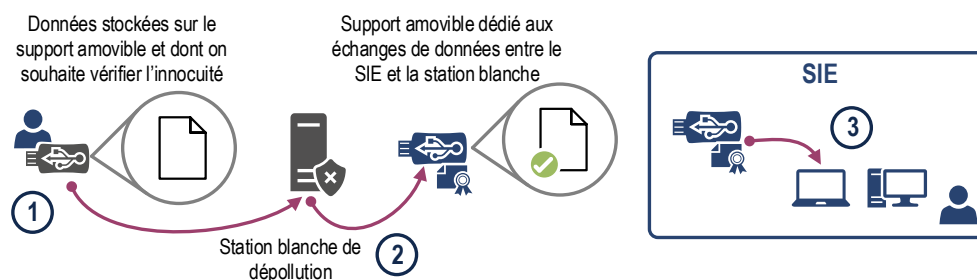 Données stockées sur le
support amovible et dont on
souhaite vérifier l'innocuité
Support amovible dédié aux
échanges de données entre le
SIE et la station blanche
SIE
3
1
2
Station blanche de
dépollution